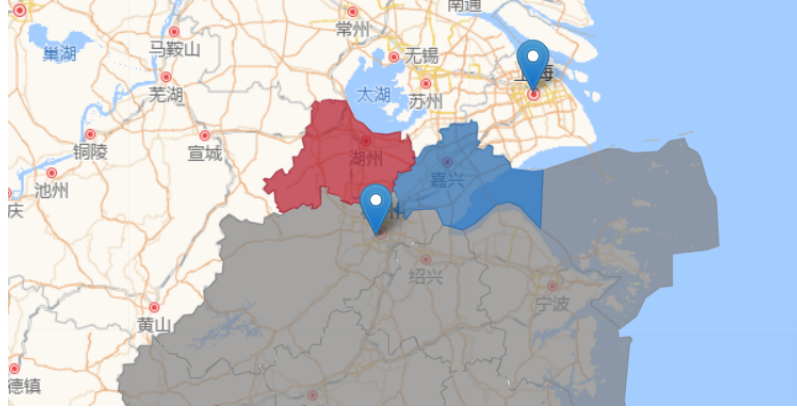 南通
常州
马鞍山
无锡
巢湖
上海
太湖
苏州
芜湖
铜陵
宣城
湖州
池州
嘉兴
庆
州
绍兴
宁波
黄山
德镇